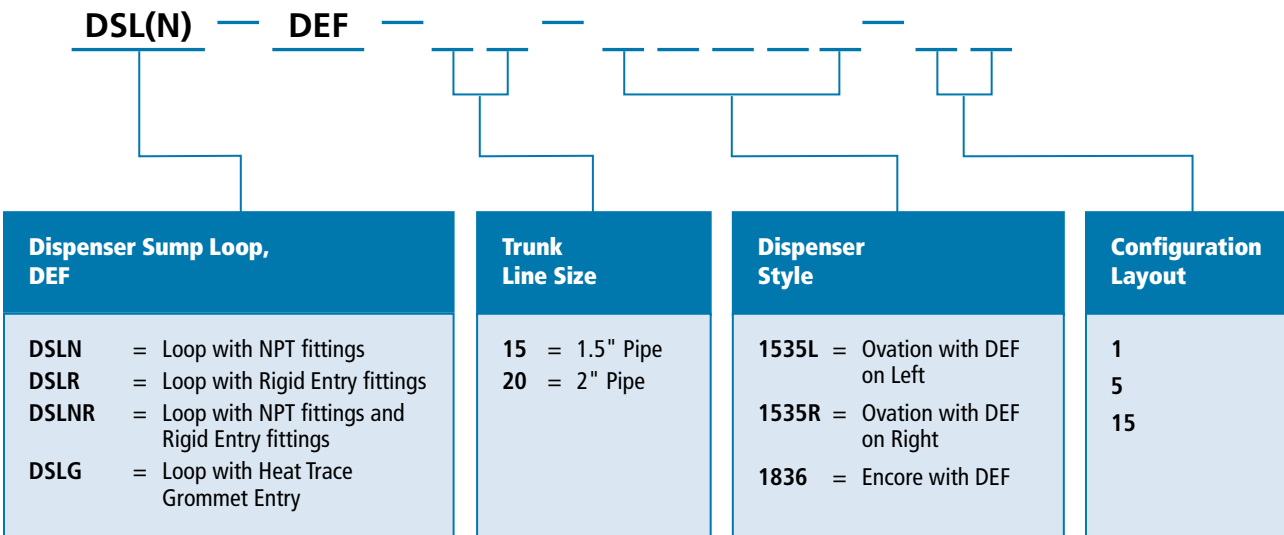 DSL(N) — DEF — — —
Dispenser Sump Loop,
DEF
DSLN = Loop with NPT fittings
DSLR = Loop with Rigid Entry fittings
DSLNR = Loop with NPT fittings and
Rigid Entry fittings
DSLG = Loop with Heat Trace
Grommet Entry
Trunk
Line Size
15 = 1.5" Pipe
20 = 2" Pipe
Dispenser
Style
1535L = Ovation with DEF
on Left
1535R = Ovation with DEF
on Right
1836 = Encore with DEF
Configuration
Layout
1
5
15